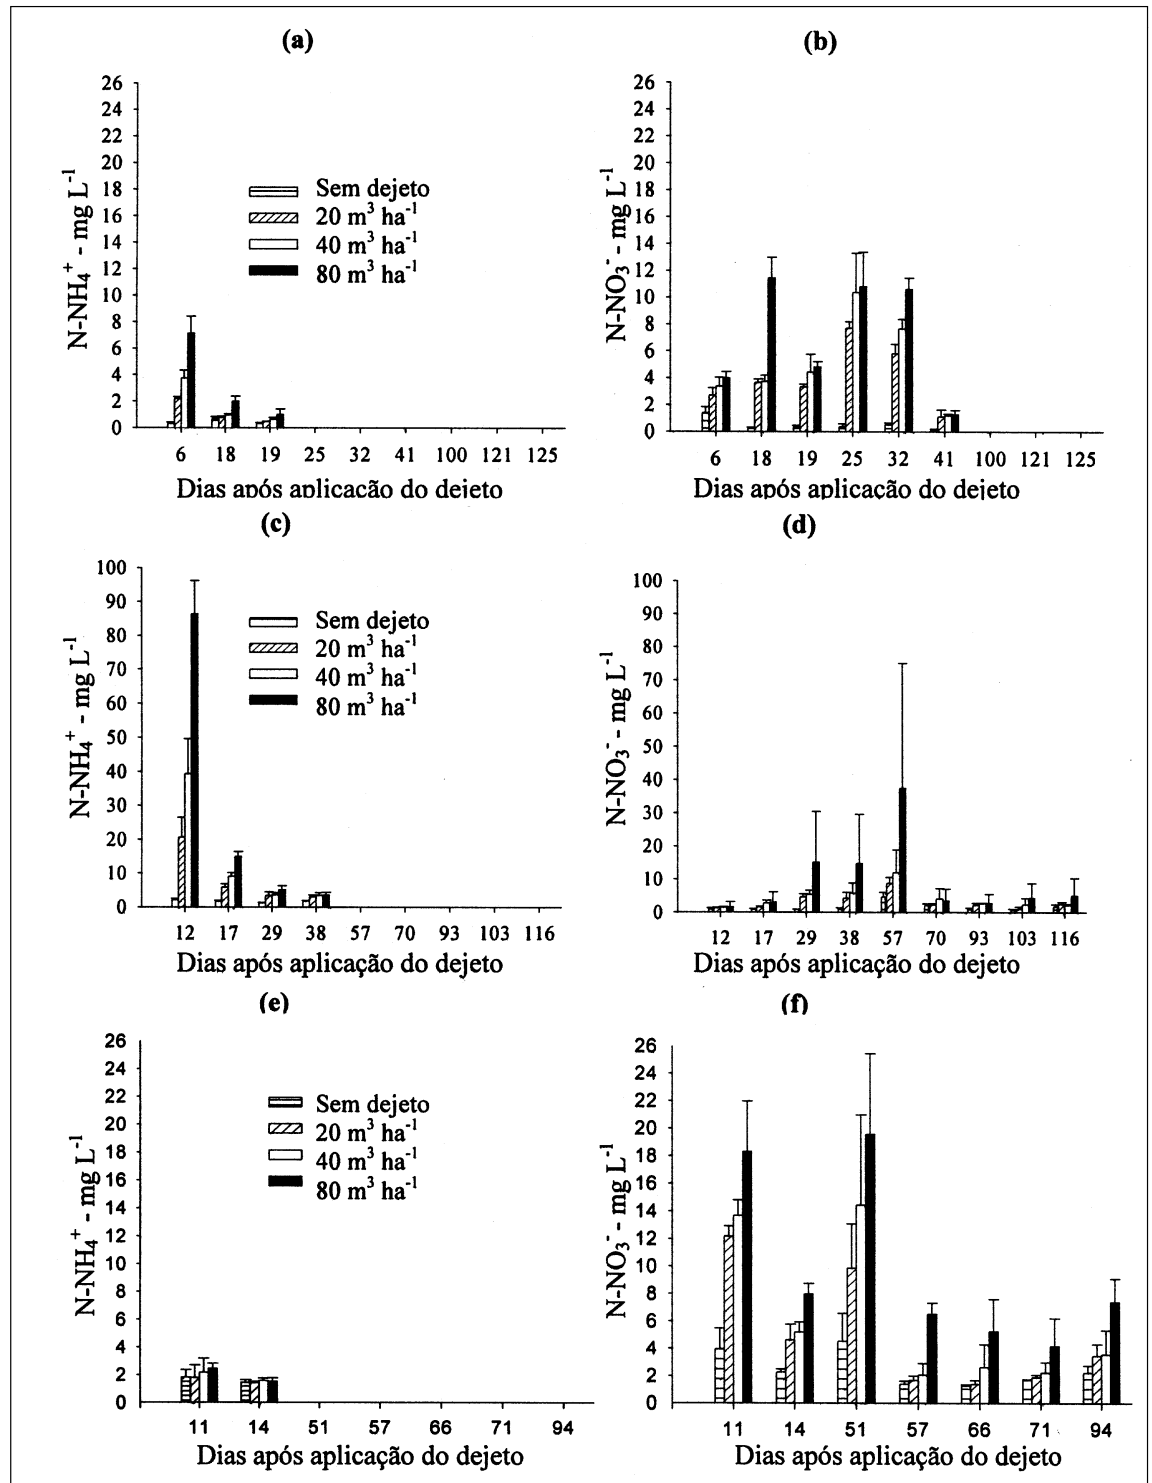 (a)
26
24
22
20
18
16
14
12
10
8
6
4
2
0
N-NH₄⁺ - mg L⁻¹
Sem dejeto
20 m³ ha⁻¹
40 m³ ha⁻¹
80 m³ ha⁻¹
6 18 19 25 32 41 100 121 125
Dias após aplicação do dejeto
(b)
26
24
22
20
18
16
14
12
10
8
6
4
2
0
N-NO₃⁻ - mg L⁻¹
6 18 19 25 32 41 100 121 125
Dias após aplicação do dejeto
(c)
100
90
80
70
60
50
40
30
20
10
0
N-NH₄⁺ - mg L⁻¹
Sem dejeto
20 m³ ha⁻¹
40 m³ ha⁻¹
80 m³ ha⁻¹
12 17 29 38 57 70 93 103 116
Dias após aplicação do dejeto
(d)
100
90
80
70
60
50
40
30
20
10
0
N-NO₃⁻ - mg L⁻¹
12 17 29 38 57 70 93 103 116
Dias após aplicação do dejeto
(e)
26
24
22
20
18
16
14
12
10
8
6
4
2
0
N-NH₄⁺ - mg L⁻¹
Sem dejeto
20 m³ ha⁻¹
40 m³ ha⁻¹
80 m³ ha⁻¹
11 14 51 57 66 71 94
Dias após aplicação do dejeto
(f)
26
24
22
20
18
16
14
12
10
8
6
4
2
0
N-NO₃⁻ - mg L⁻¹
11 14 51 57 66 71 94
Dias após aplicação do dejeto